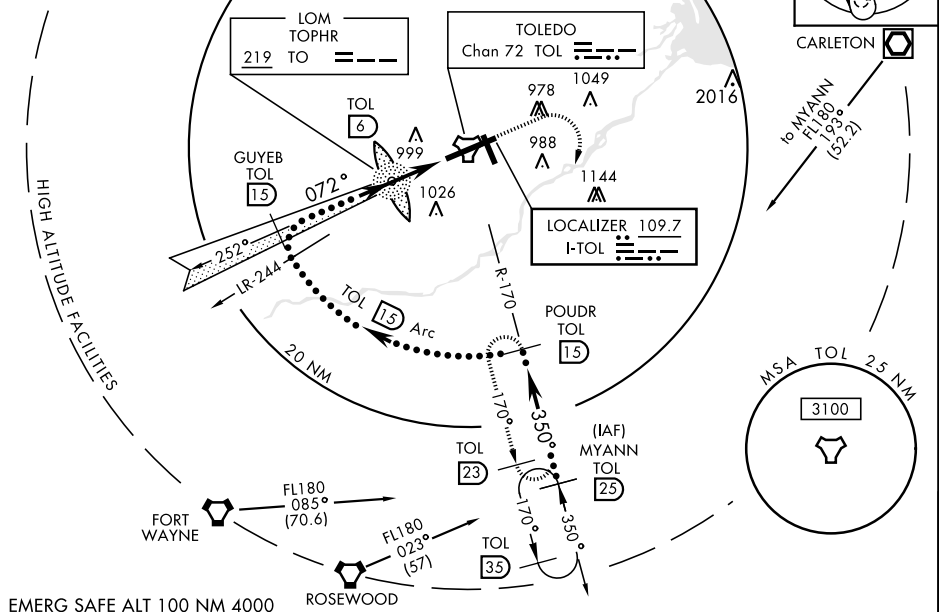 LOM
TOPHR
219 TO
TOLEDO
Chan 72 TOL
CARLETON
to MYANN
FL180
193°
(52.2)
2016
1049
978
988
1144
TOL
6
999
1026
GUYEB
TOL
15
072°
252°
LR-244
LOCALIZER 109.7
I-TOL
R-170
TOL 15 Arc
POUDR
TOL
15
20 NM
HIGH ALTITUDE FACILITIES
MSA TOL 25 NM
3100
170°
350°
(IAF)
MYANN
TOL
25
TOL
23
170°
350°
TOL
35
FL180
085°
(70.6)
FORT
WAYNE
FL180
023°
(57)
ROSEWOOD
EMERG SAFE ALT 100 NM 4000